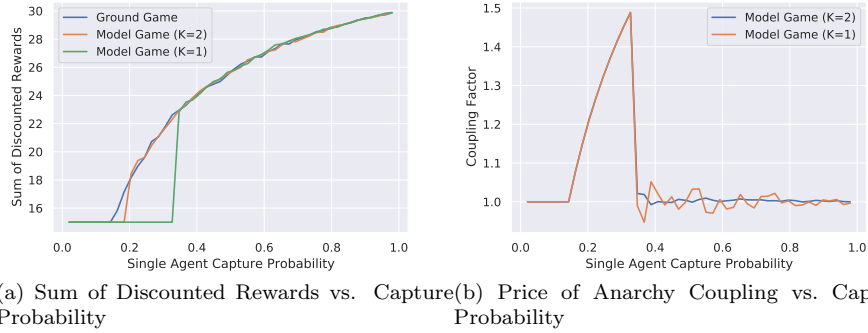 Ground Game
Model Game (K=2)
Model Game (K=1)
30
28
26
24
22
20
18
16
Sum of Discounted Rewards
0.0 0.2 0.4 0.6 0.8 1.0
Single Agent Capture Probability
(a) Sum of Discounted Rewards vs. Capture
Probability
Model Game (K=2)
Model Game (K=1)
1.5
1.4
1.3
1.2
1.1
1.0
Coupling Factor
0.0 0.2 0.4 0.6 0.8 1.0
Single Agent Capture Probability
(b) Price of Anarchy Coupling vs. Cap
Probability